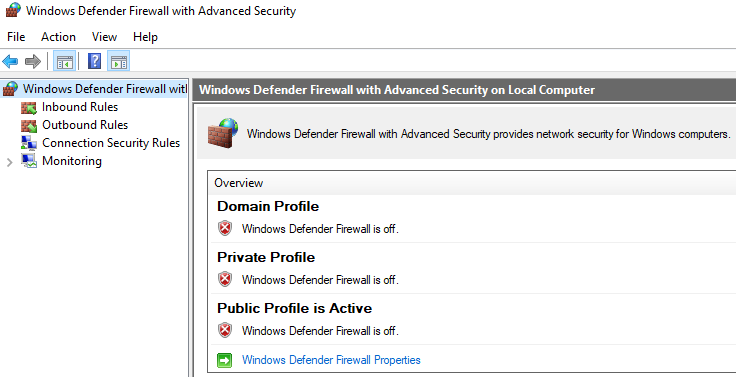 Windows Defender Firewall with Advanced Security
File Action View Help
Windows Defender Firewall wit
Inbound Rules
Outbound Rules
Connection Security Rules
Monitoring
Windows Defender Firewall with Advanced Security on Local Computer
Windows Defender Firewall with Advanced Security provides network security for Windows computers.
Overview
Domain Profile
Windows Defender Firewall is off.
Private Profile
Windows Defender Firewall is off.
Public Profile is Active
Windows Defender Firewall is off.
Windows Defender Firewall Properties